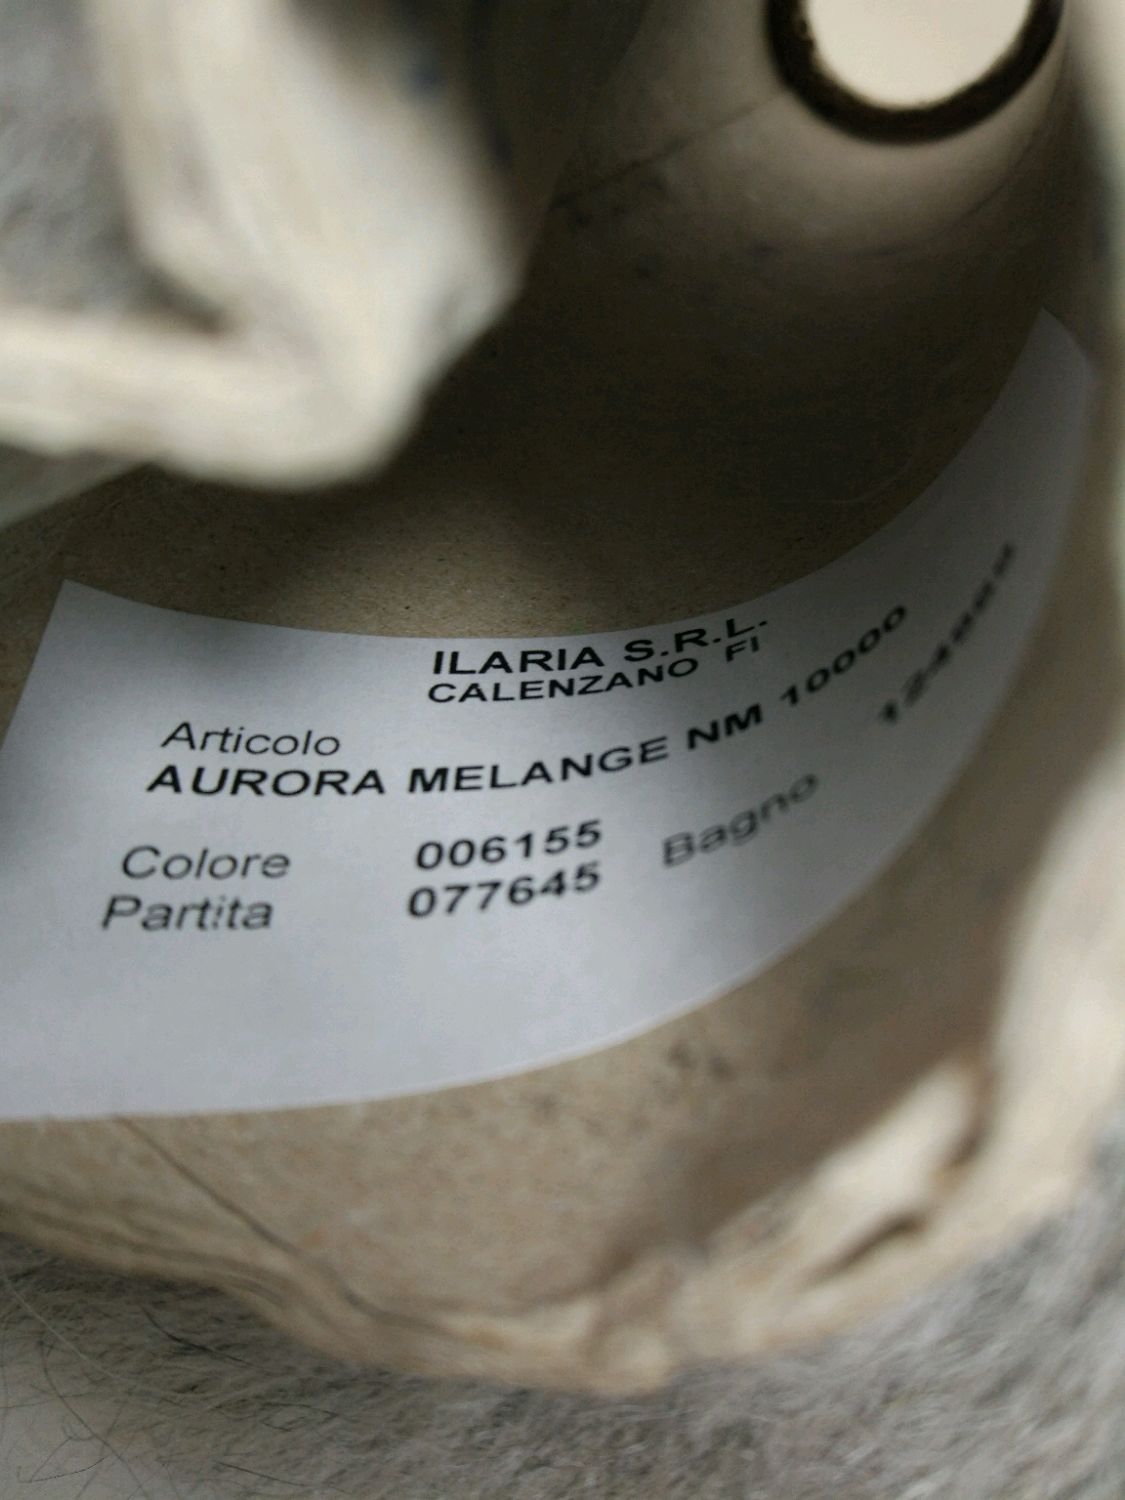 ILARIA S.R.L.
CALENZANO FI
Articolo
AURORA MELANGE NM 10000
Colore 006155 Bagno
Partita 077645